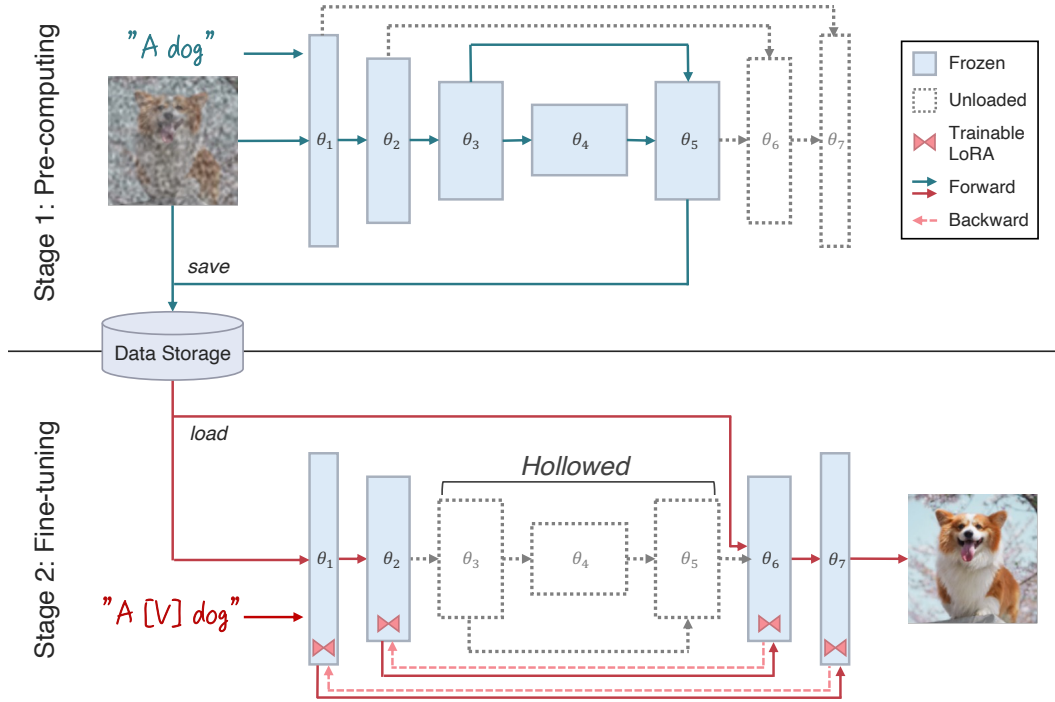 Stage 1: Pre-computing
"A dog"
θ₁
θ₂
θ₃
θ₄
θ₅
θ₆
θ₇
Frozen
Unloaded
Trainable
LoRA
Forward
Backward
save
Data Storage
load
Stage 2: Fine-tuning
Hollowed
θ₁
θ₂
θ₃
θ₄
θ₅
θ₆
θ₇
"A [V] dog"